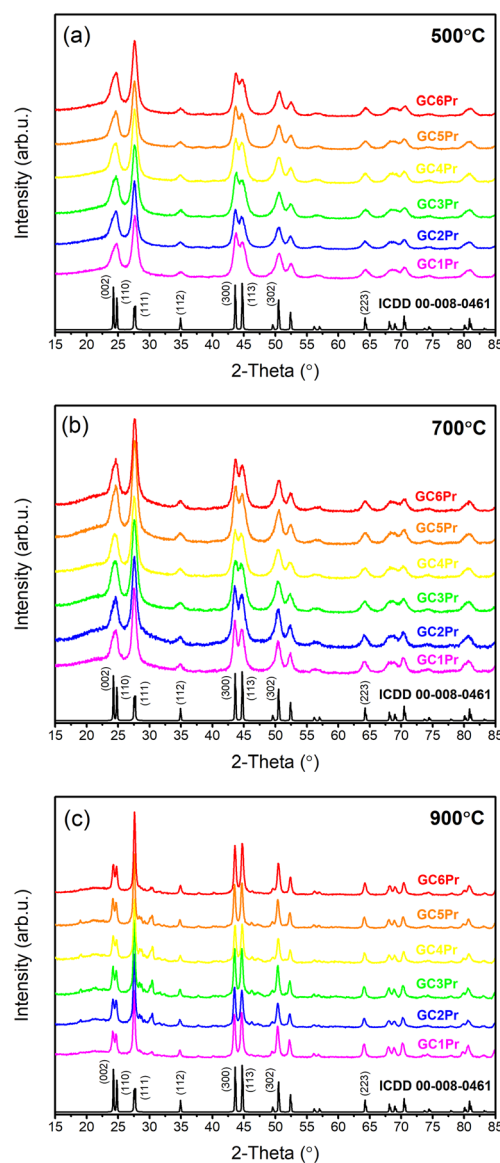 (a)
500°C
GC6Pr
GC5Pr
GC4Pr
GC3Pr
GC2Pr
GC1Pr
(002)
(110)
(111)
(112)
(300)
(113)
(302)
(223)
ICDD 00-008-0461
15 20 25 30 35 40 45 50 55 60 65 70 75 80 85
2-Theta (°)
Intensity (arb.u.)
(b)
700°C
GC6Pr
GC5Pr
GC4Pr
GC3Pr
GC2Pr
GC1Pr
(002)
(110)
(111)
(112)
(300)
(113)
(302)
(223)
ICDD 00-008-0461
15 20 25 30 35 40 45 50 55 60 65 70 75 80 85
2-Theta (°)
Intensity (arb.u.)
(c)
900°C
GC6Pr
GC5Pr
GC4Pr
GC3Pr
GC2Pr
GC1Pr
(002)
(110)
(111)
(112)
(300)
(113)
(302)
(223)
ICDD 00-008-0461
15 20 25 30 35 40 45 50 55 60 65 70 75 80 85
2-Theta (°)
Intensity (arb.u.)